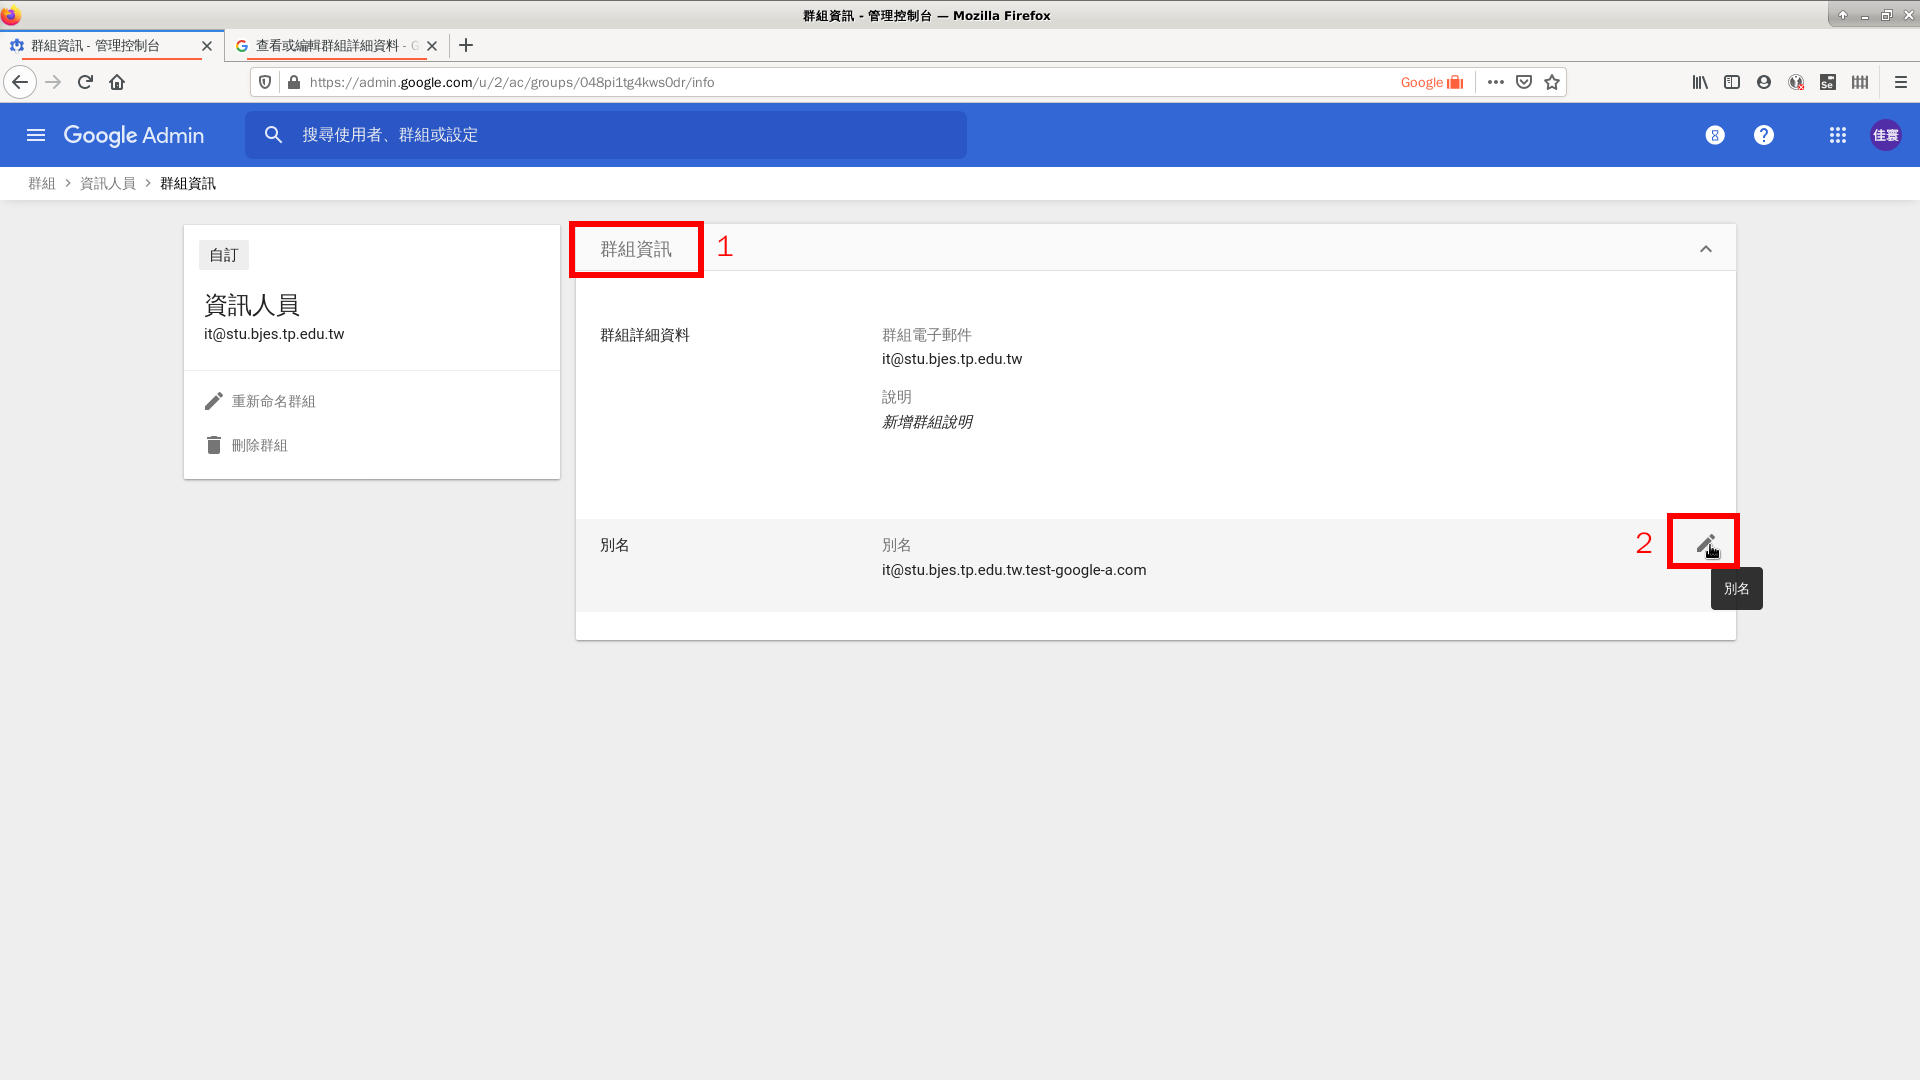 群組資訊 - 管理控制台 — Mozilla Firefox
群組資訊 - 管理控制台
查看或編輯群組詳細資料 - G
https://admin.google.com/u/2/ac/groups/048pi1tg4kws0dr/info
Google
Se
Google Admin
搜尋使用者、群組或設定
?
佳寰
群組 > 資訊人員 > 群組資訊
自訂
資訊人員
it@stu.bjes.tp.edu.tw
重新命名群組
刪除群組
群組資訊
1
群組詳細資料
群組電子郵件
it@stu.bjes.tp.edu.tw
說明
新增群組說明
別名
別名
it@stu.bjes.tp.edu.tw.test-google-a.com
2
別名